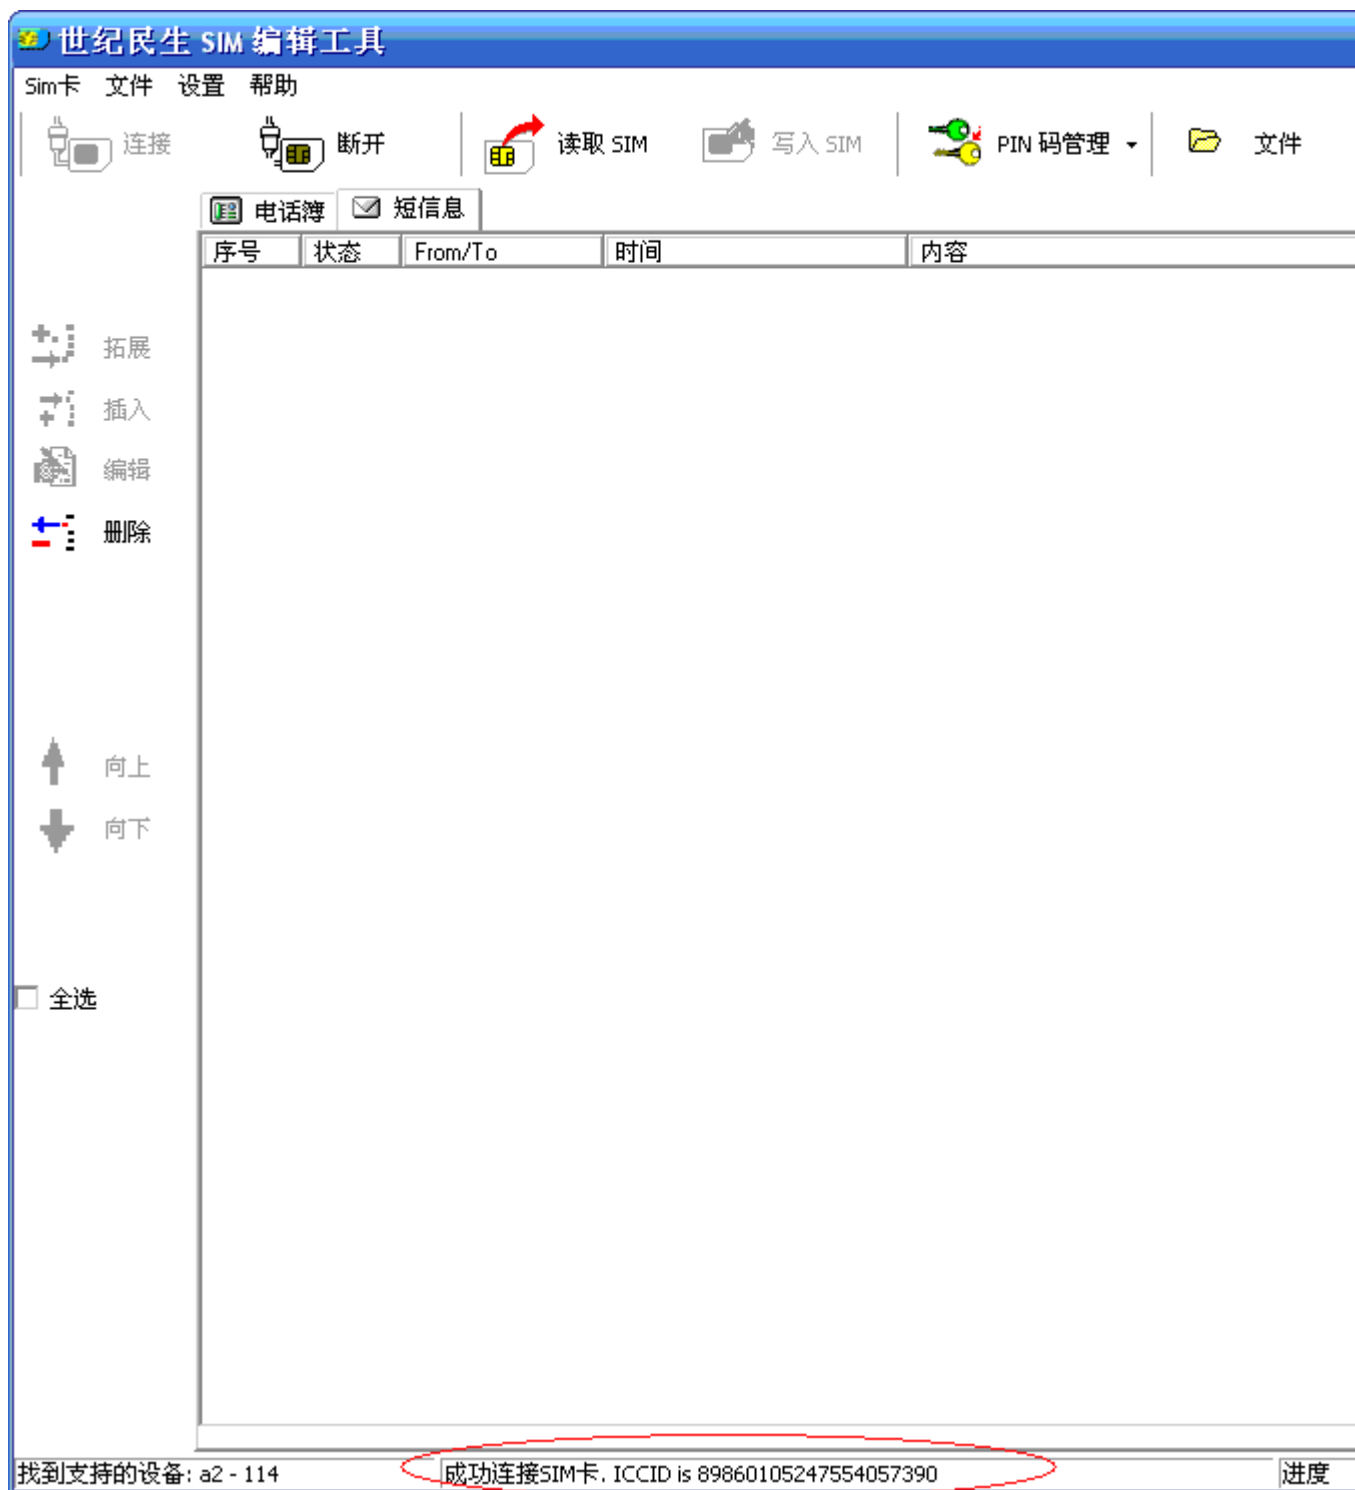 世纪民生 SIM 编辑工具
Sim卡 文件 设置 帮助
连接 断开 读取 SIM 写入 SIM PIN 码管理 文件
电话簿 短信息
序号 状态 From/To 时间 内容
拓展
插入
编辑
删除
向上
向下
全选
找到支持的设备: a2 - 114 成功连接SIM卡. ICCID is 89860105247554057390 进度